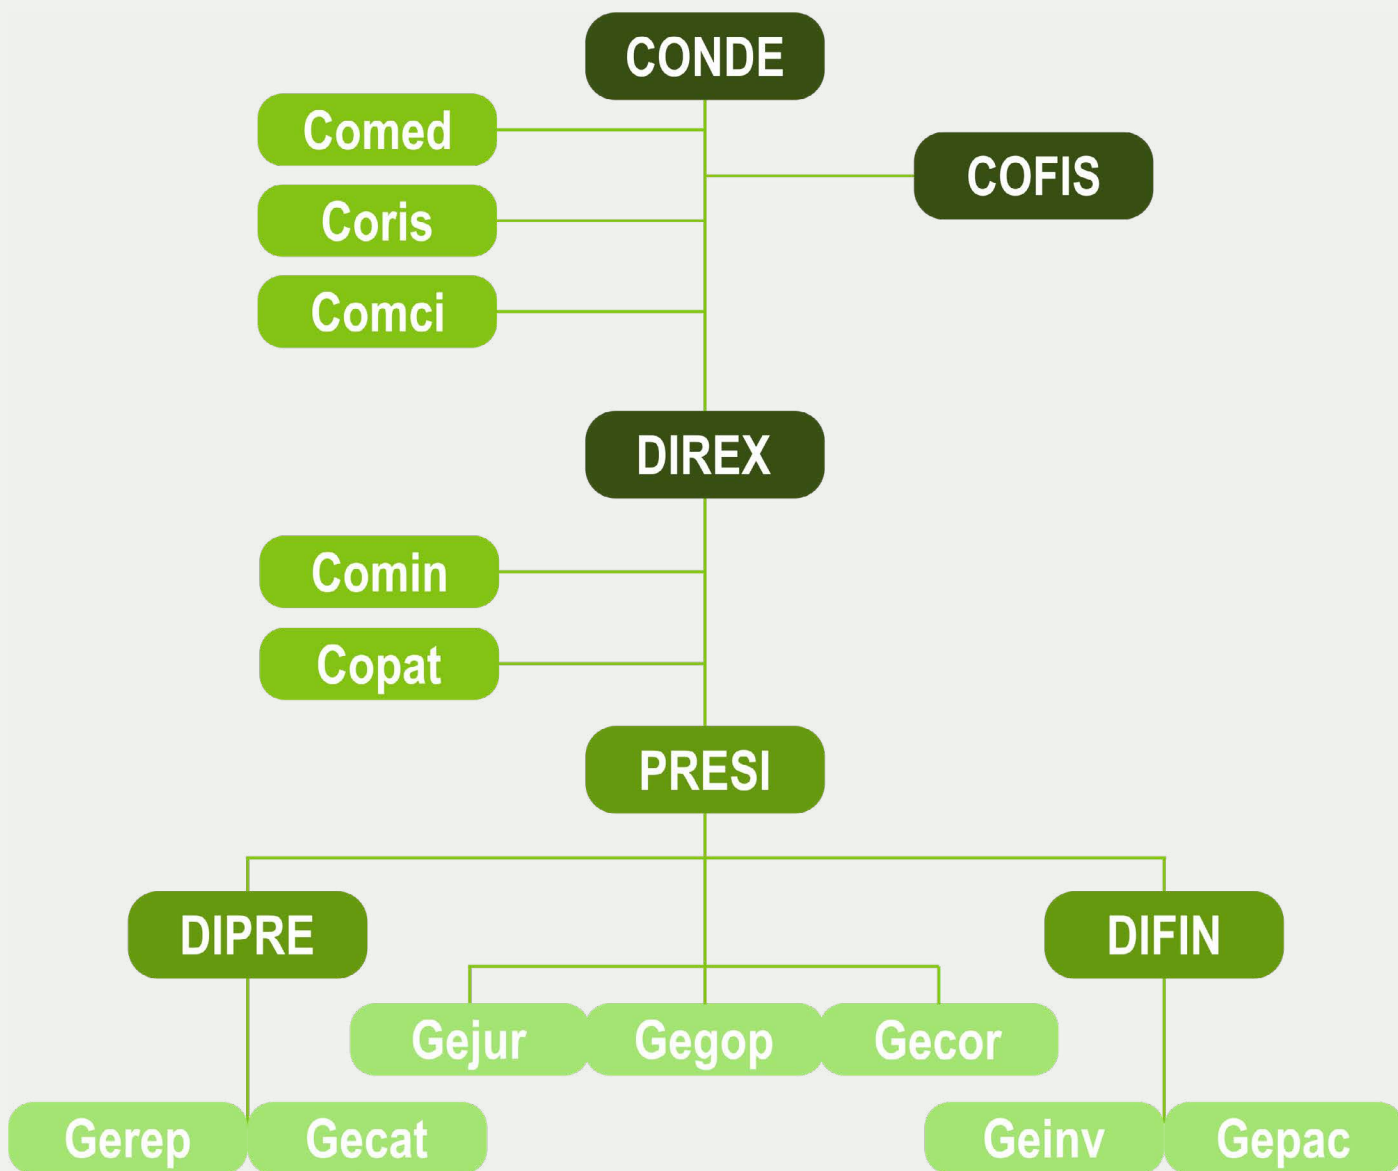 CONDE
Comed
COFIS
Coris
Comci
DIREX
Comin
Copat
PRESI
DIPRE
DIFIN
Gejur
Gegop
Gecor
Gerep
Gecat
Geinv
Gepac